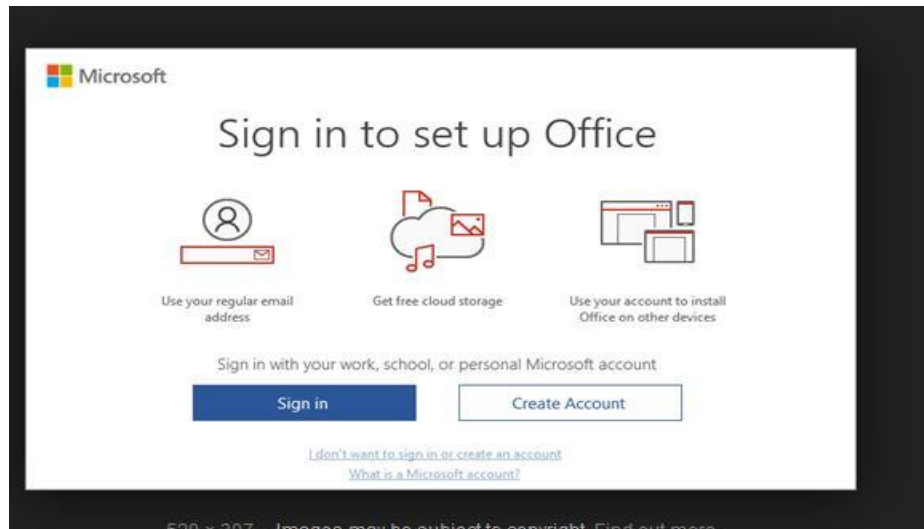 Microsoft
Sign in to set up Office
Use your regular email
address
Get free cloud storage
Use your account to install
Office on other devices
Sign in with your work, school, or personal Microsoft account
Sign in
Create Account
I don't want to sign in or create an account
What is a Microsoft account?
Images may be subject to copyright. Find out more